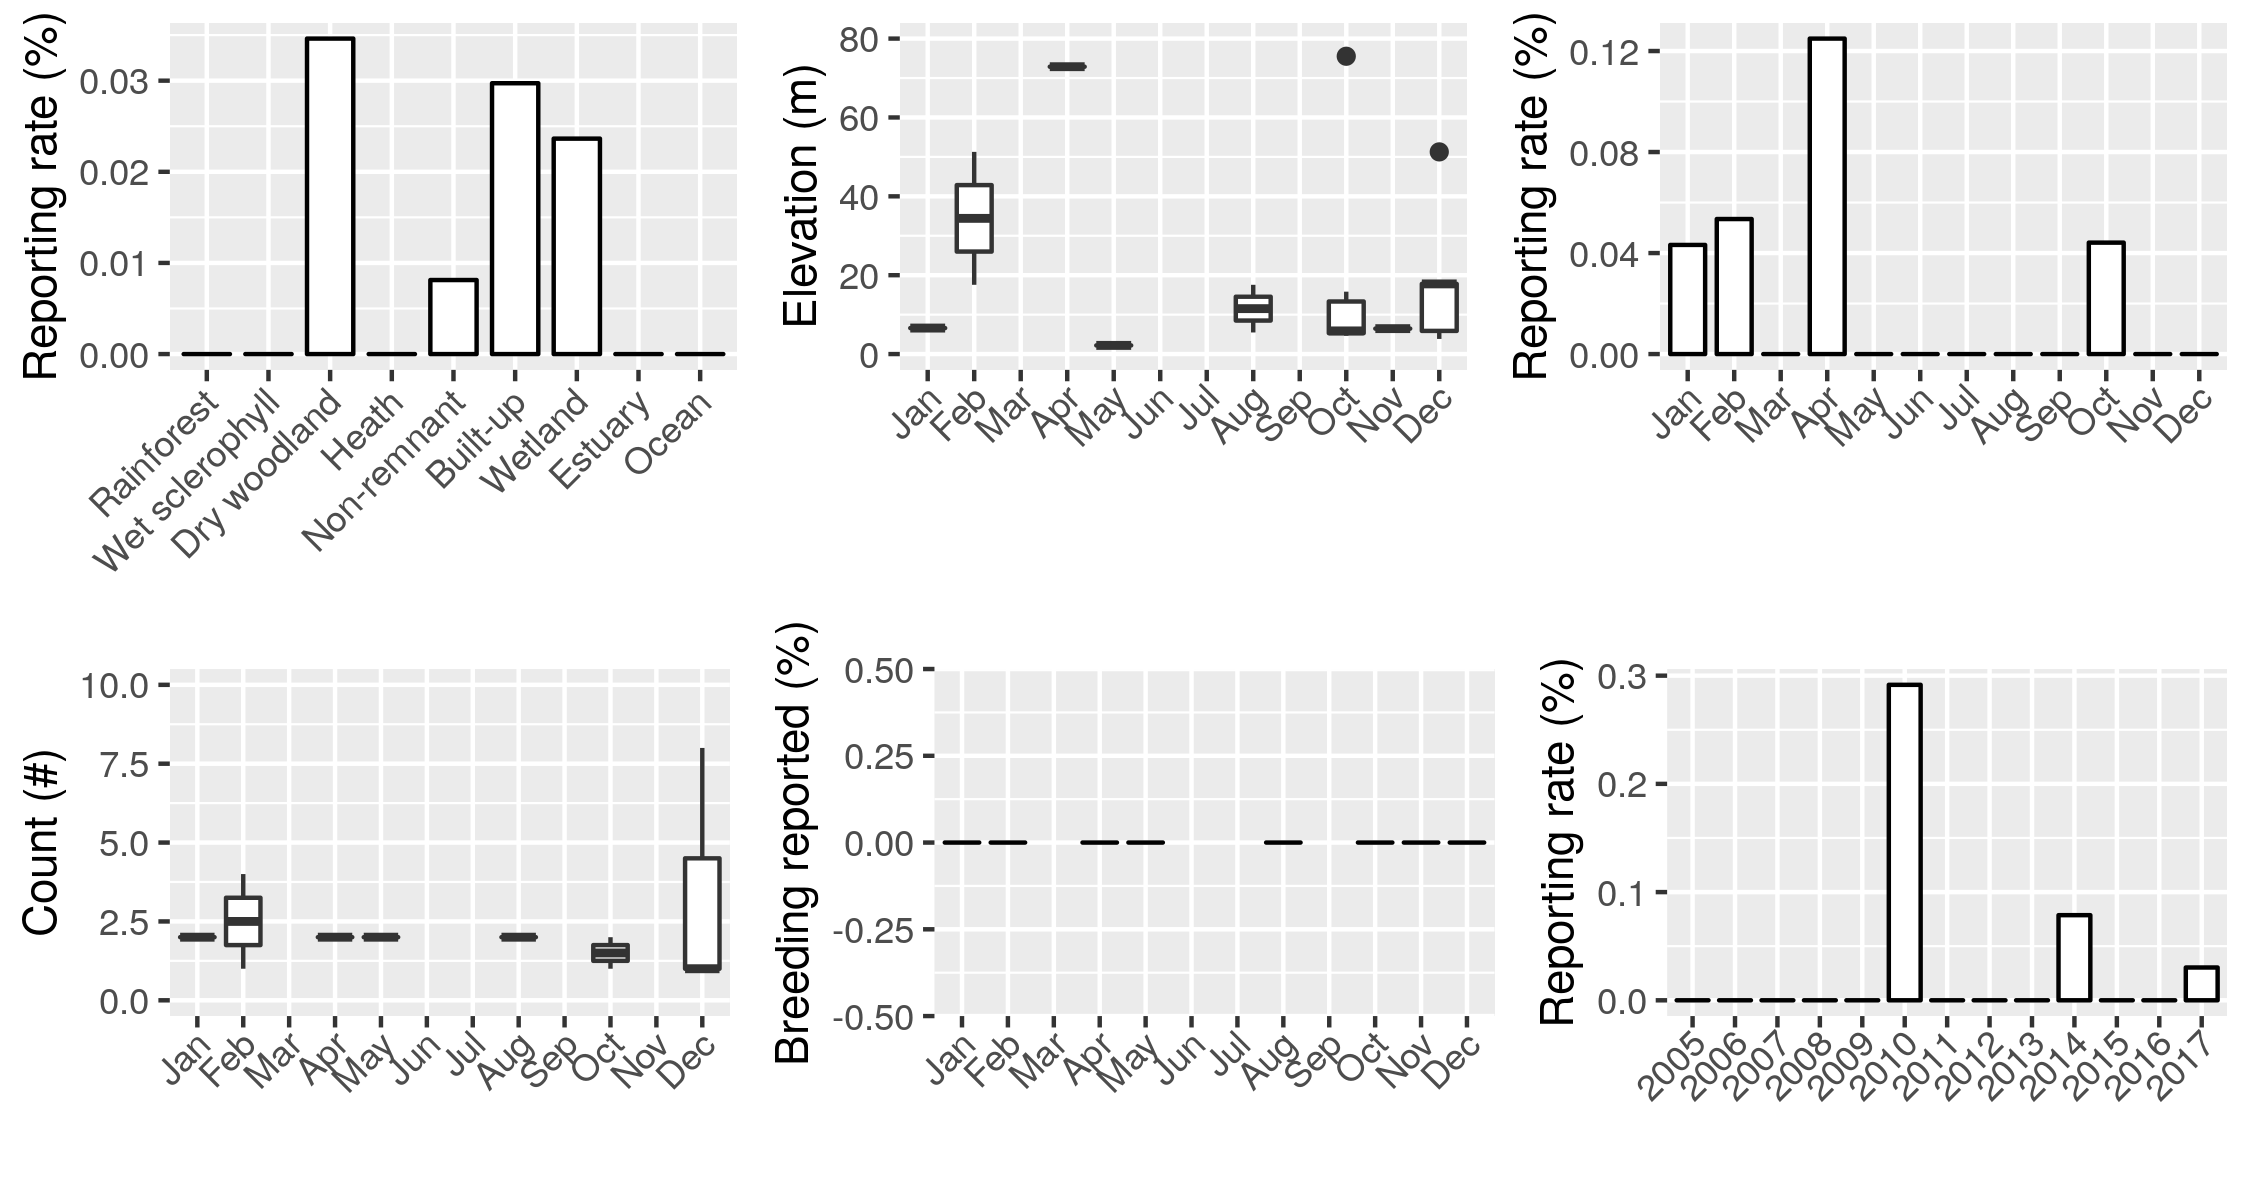 Reporting rate (%)
0.03
0.02
0.01
0.00
Rainforest
Wet sclerophyll
Dry woodland
Heath
Non-remnant
Built-up
Wetland
Estuary
Ocean
Elevation (m)
80
60
40
20
0
Jan
Feb
Mar
Apr
May
Jun
Jul
Aug
Sep
Oct
Nov
Dec
Reporting rate (%)
0.12
0.08
0.04
0.00
Jan
Feb
Mar
Apr
May
Jun
Jul
Aug
Sep
Oct
Nov
Dec
Count (#)
10.0
7.5
5.0
2.5
0.0
Jan
Feb
Mar
Apr
May
Jun
Jul
Aug
Sep
Oct
Nov
Dec
Breeding reported (%)
0.50
0.25
0.00
-0.25
-0.50
Jan
Feb
Mar
Apr
May
Jun
Jul
Aug
Sep
Oct
Nov
Dec
Reporting rate (%)
0.3
0.2
0.1
0.0
2005
2006
2007
2008
2009
2010
2011
2012
2013
2014
2015
2016
2017